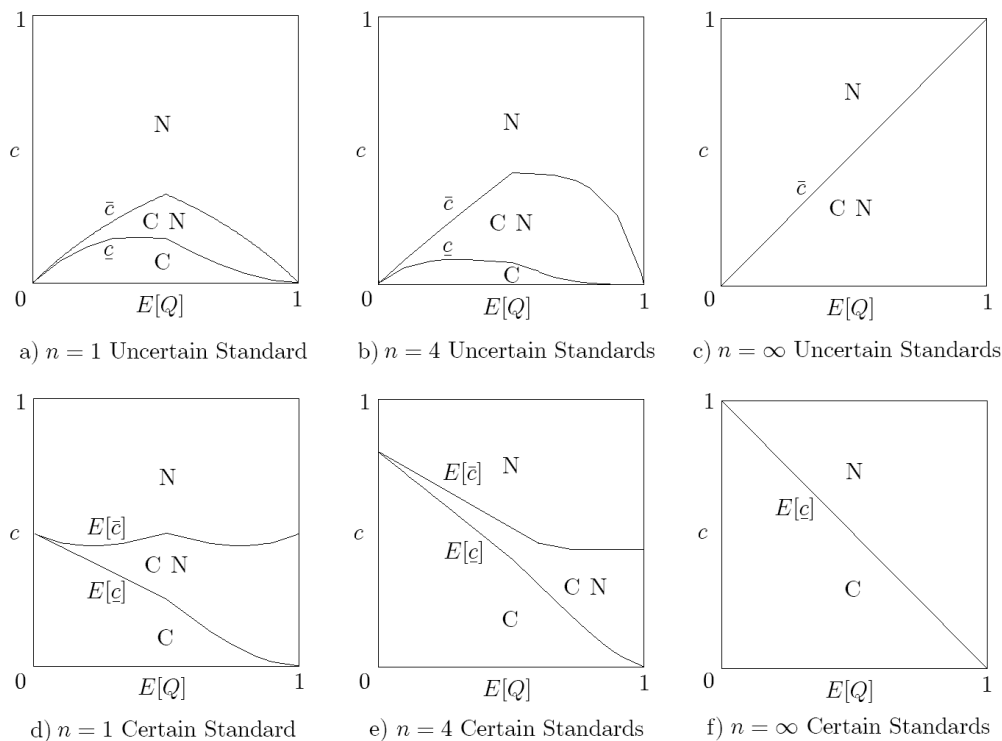 1
1
1
N
N
N
c
c
c
c̄
c̄
c̄
C N
C N
C N
c̲
c̲
C
C
0
E[Q]
1
0
E[Q]
1
0
E[Q]
1
a) n = 1 Uncertain Standard
b) n = 4 Uncertain Standards
c) n = ∞ Uncertain Standards
1
1
1
N
N
N
E[c̄]
E[c̄]
E[c̲]
c
c
c
C N
E[c̲]
E[c̲]
C N
C
C
C
0
E[Q]
1
0
E[Q]
1
0
E[Q]
1
d) n = 1 Certain Standard
e) n = 4 Certain Standards
f) n = ∞ Certain Standards